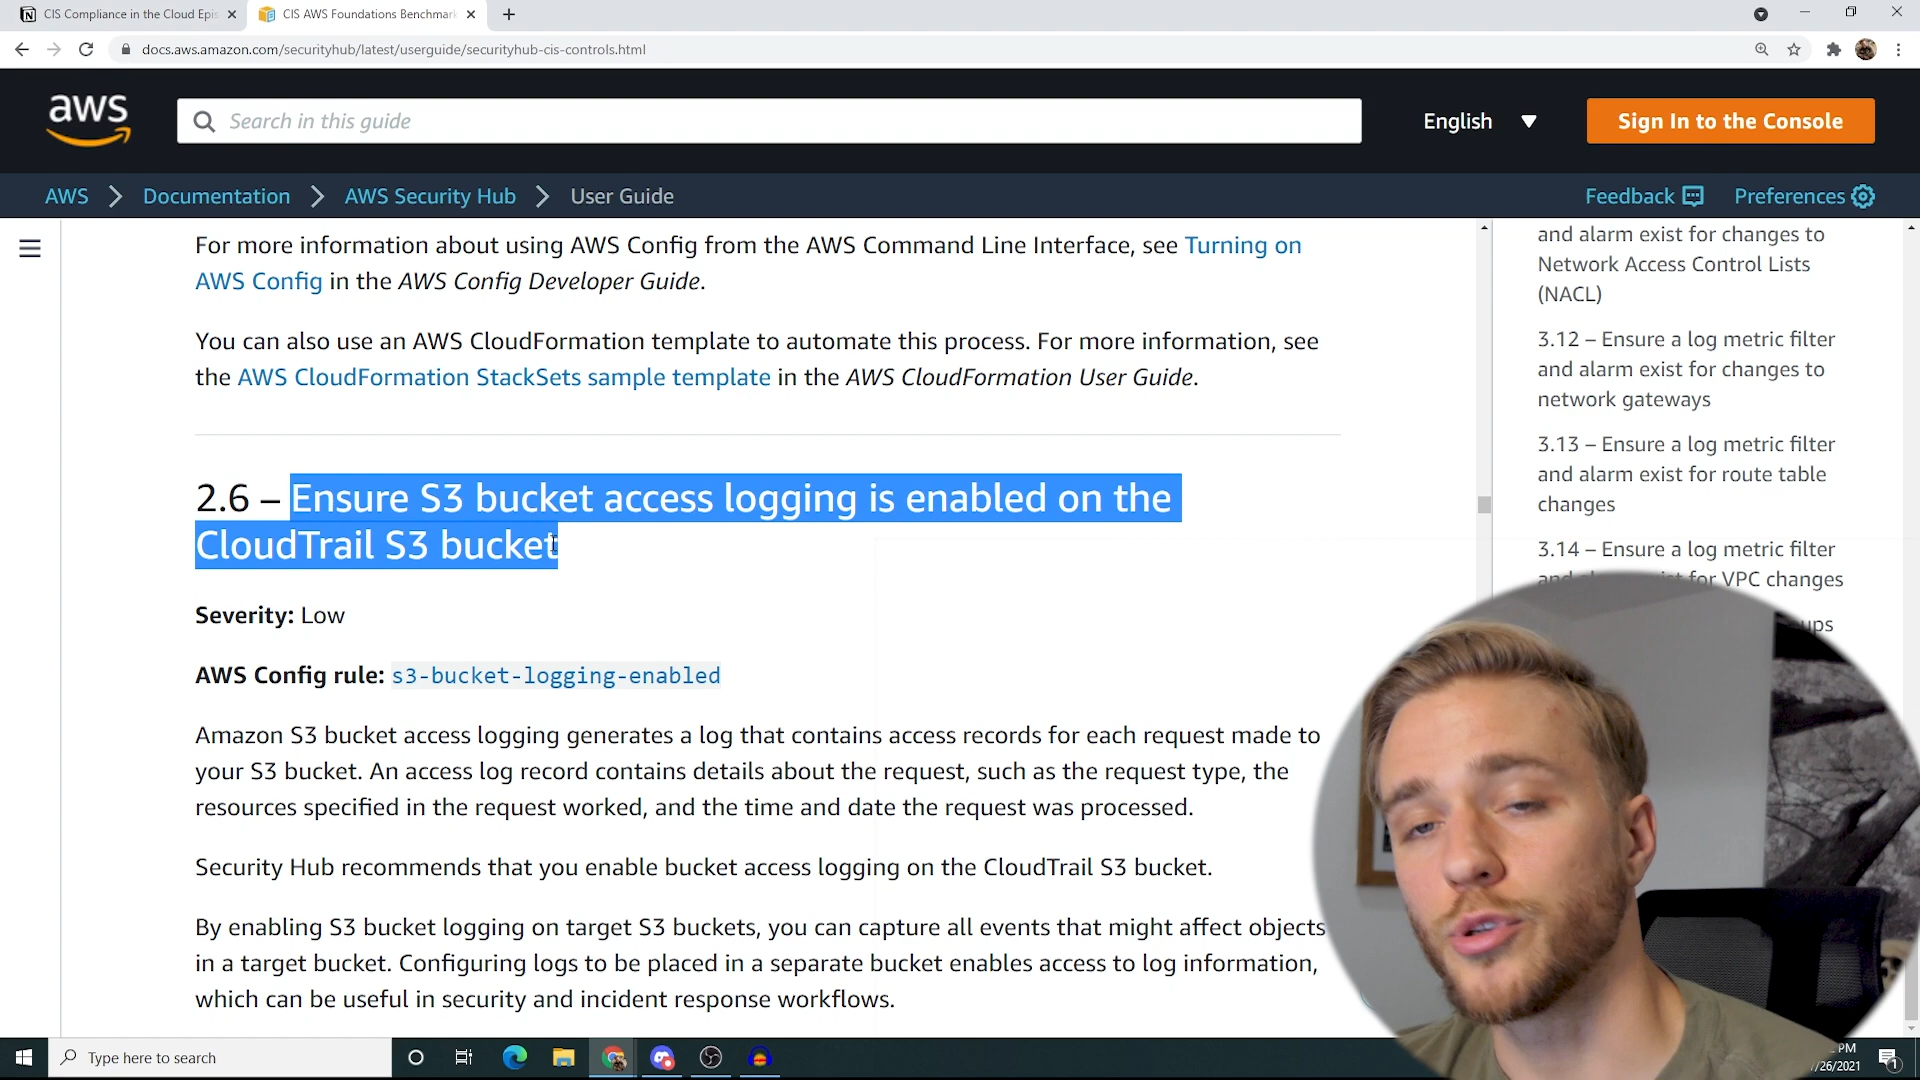 CIS Compliance in the Cloud Epis
CIS AWS Foundations Benchmark
docs.aws.amazon.com/securityhub/latest/userguide/securityhub-cis-controls.html
aws
Search in this guide
English
Sign In to the Console
AWS
Documentation
AWS Security Hub
User Guide
Feedback
Preferences
For more information about using AWS Config from the AWS Command Line Interface, see Turning on
AWS Config in the AWS Config Developer Guide.
You can also use an AWS CloudFormation template to automate this process. For more information, see
the AWS CloudFormation StackSets sample template in the AWS CloudFormation User Guide.
2.6 – Ensure S3 bucket access logging is enabled on the
CloudTrail S3 bucket
Severity: Low
AWS Config rule: s3-bucket-logging-enabled
Amazon S3 bucket access logging generates a log that contains access records for each request made to
your S3 bucket. An access log record contains details about the request, such as the request type, the
resources specified in the request worked, and the time and date the request was processed.
Security Hub recommends that you enable bucket access logging on the CloudTrail S3 bucket.
By enabling S3 bucket logging on target S3 buckets, you can capture all events that might affect objects
in a target bucket. Configuring logs to be placed in a separate bucket enables access to log information,
which can be useful in security and incident response workflows.
and alarm exist for changes to
Network Access Control Lists
(NACL)
3.12 – Ensure a log metric filter
and alarm exist for changes to
network gateways
3.13 – Ensure a log metric filter
and alarm exist for route table
changes
3.14 – Ensure a log metric filter
for VPC changes
ups
Type here to search
PM
/26/2021
1